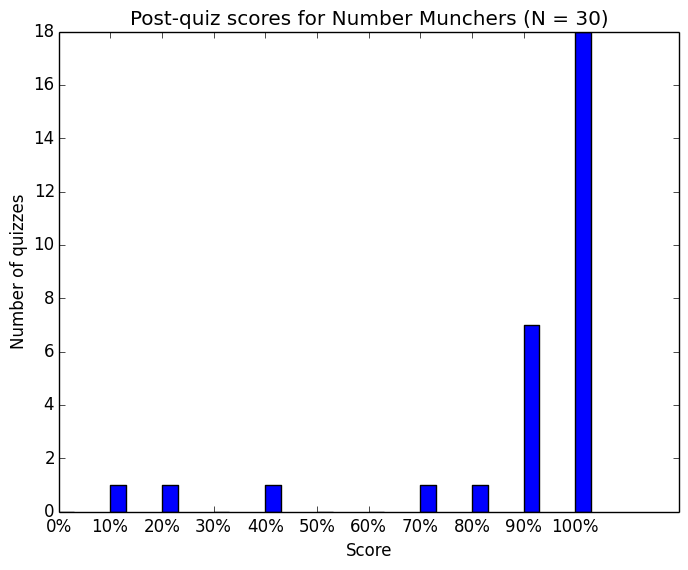 Post-quiz scores for Number Munchers (N = 30)
18
16
14
12
10
8
6
4
2
0
Number of quizzes
0% 10% 20% 30% 40% 50% 60% 70% 80% 90% 100%
Score